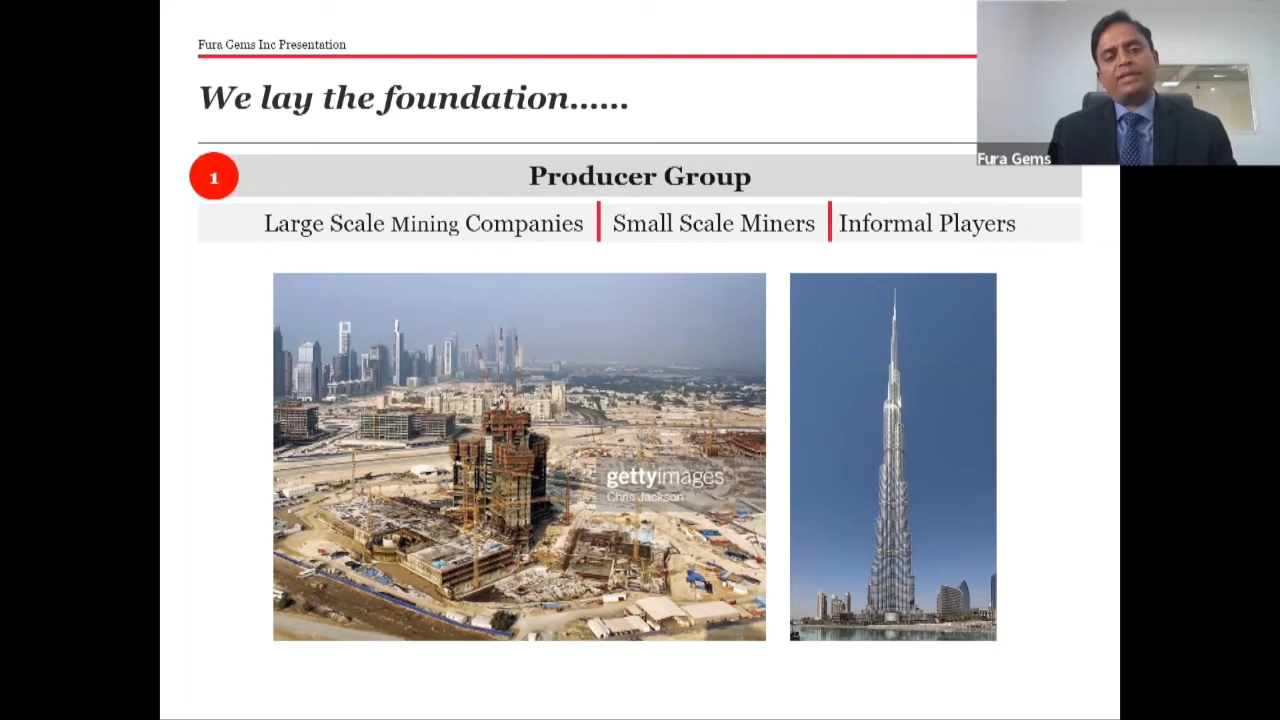 Fura Gems Inc Presentation
We lay the foundation......
Fura Gems
1
Producer Group
Large Scale Mining Companies
Small Scale Miners
Informal Players
gettyimages
Chris Jackson